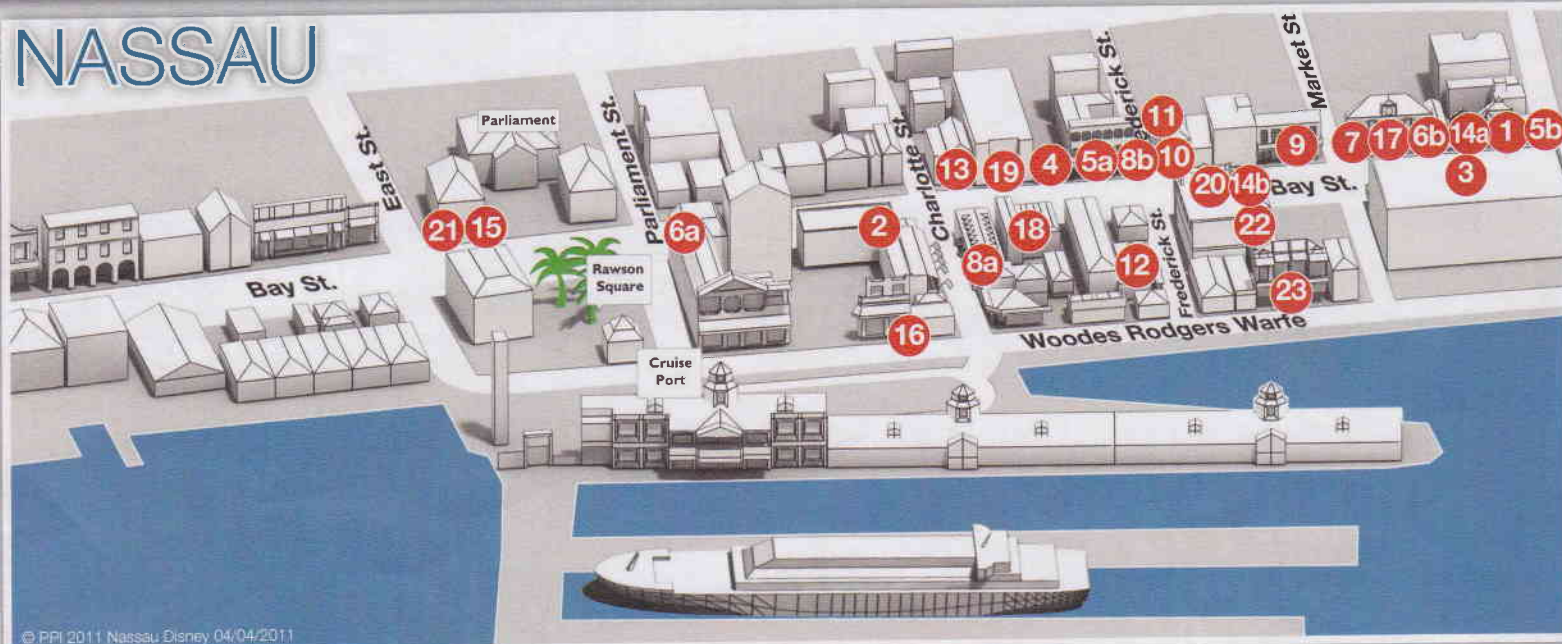 NASSAU
East St.
Parliament
Parliament St.
Charlotte St.
Frederick St.
Market St
11
9
7
17
6b
14a
1
5b
13
19
4
5a
8b
10
3
20
14b
Bay St.
21
15
6a
2
18
22
8a
12
Frederick St.
23
Rawson
Square
Bay St.
16
Woodes Rodgers Warfe
Cruise
Port
© PPI 2011 Nassau Disney 04/04/2011